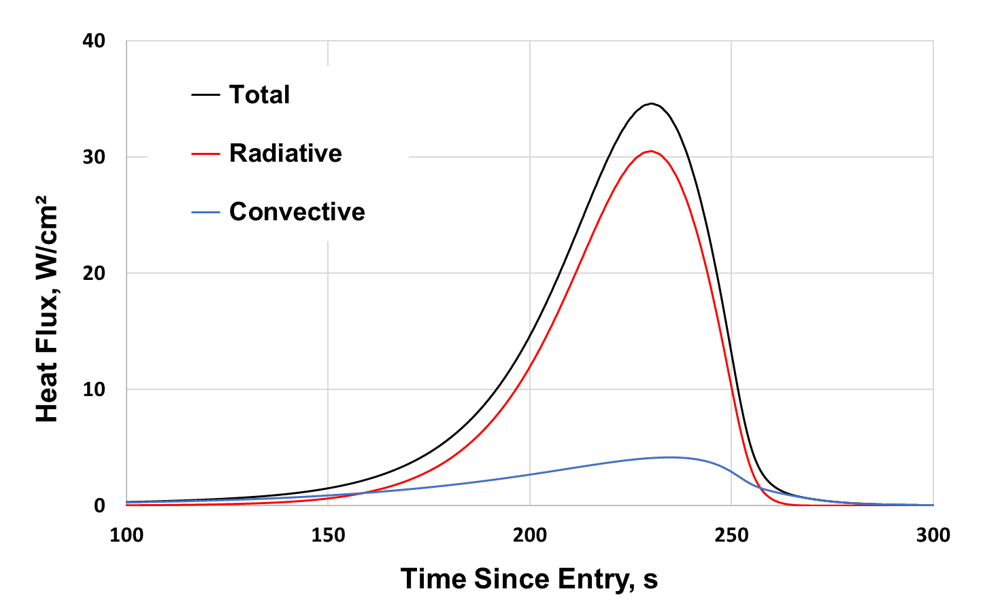 40
30
20
10
0
Heat Flux, W/cm²
Total
Radiative
Convective
100 150 200 250 300
Time Since Entry, s